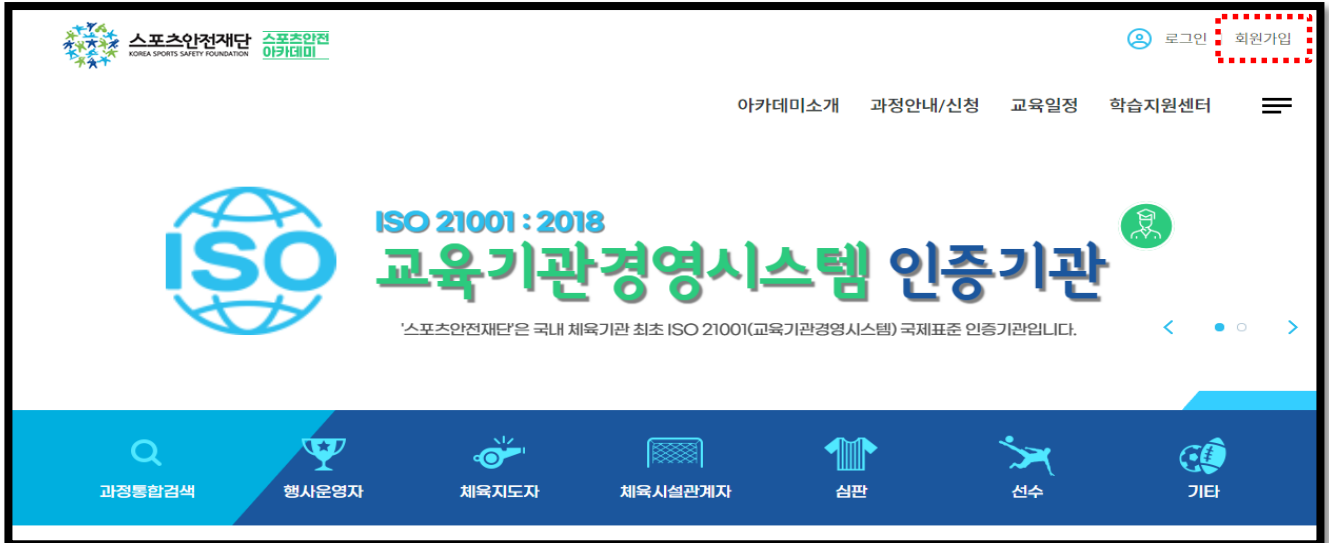 스포츠안전재단
KOREA SPORTS SAFETY FOUNDATION
스포츠안전
아카데미
로그인
회원가입
아카데미소개 과정안내/신청 교육일정 학습지원센터
ISO
ISO 21001 : 2018
교육기관경영시스템 인증기관
'스포츠안전재단'은 국내 체육기관 최초 ISO 21001(교육기관경영시스템) 국제표준 인증기관입니다.
과정통합검색 행사운영자 체육지도자 체육시설관계자 심판 선수 기타